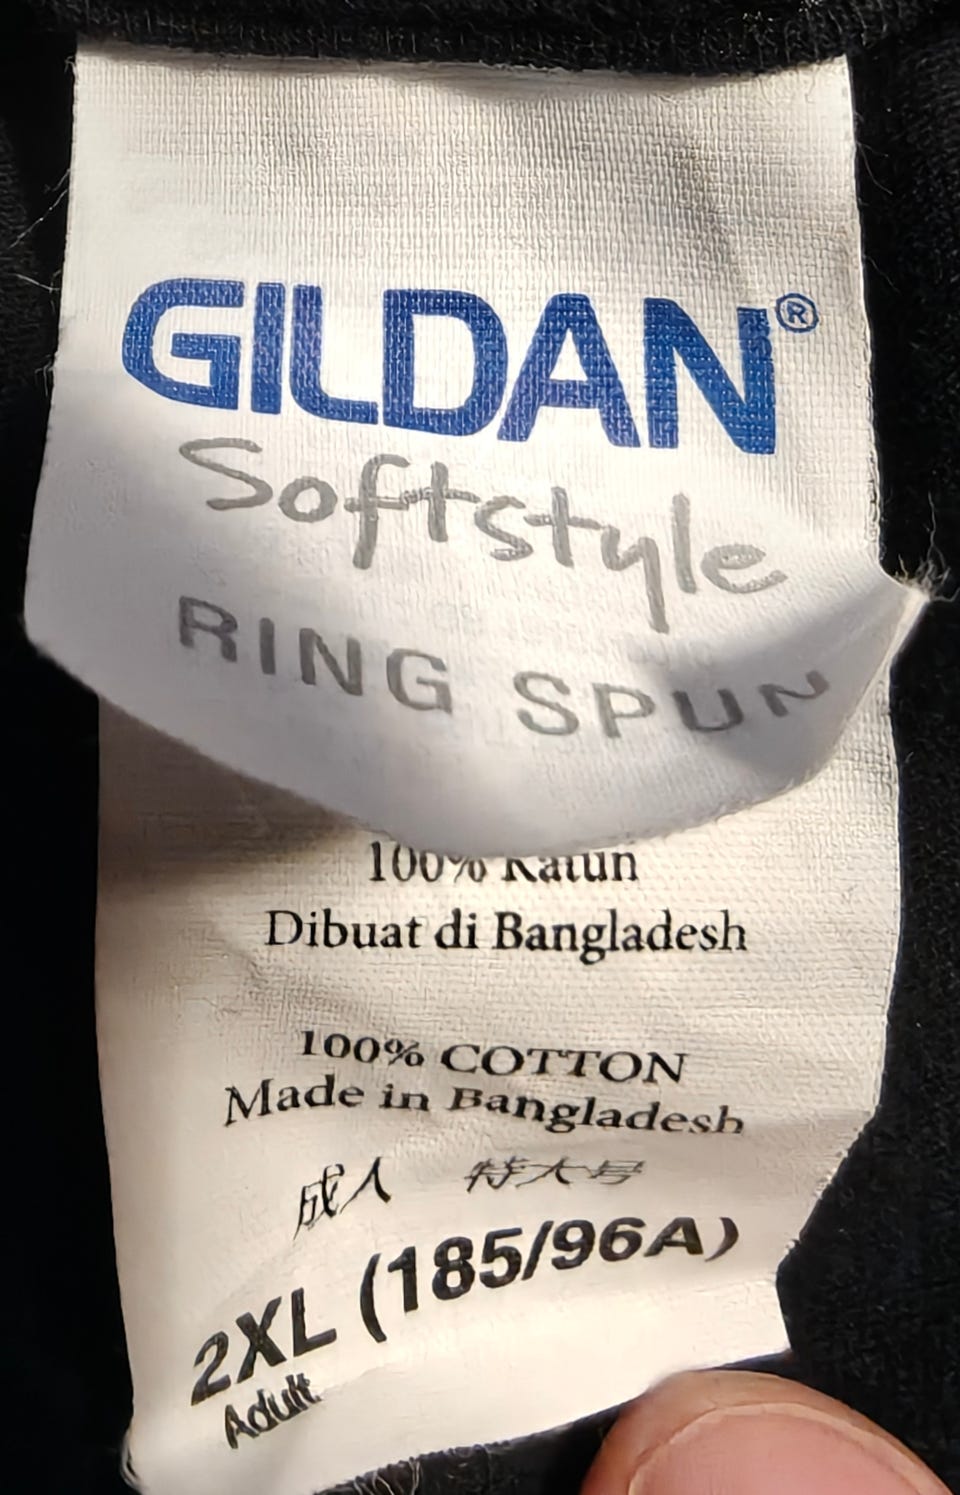 GILDAN®
Softstyle
RING SPUN
100% Katun
Dibuat di Bangladesh
100% COTTON
Made in Bangladesh
成人 特大号
2XL (185/96A)
Adult